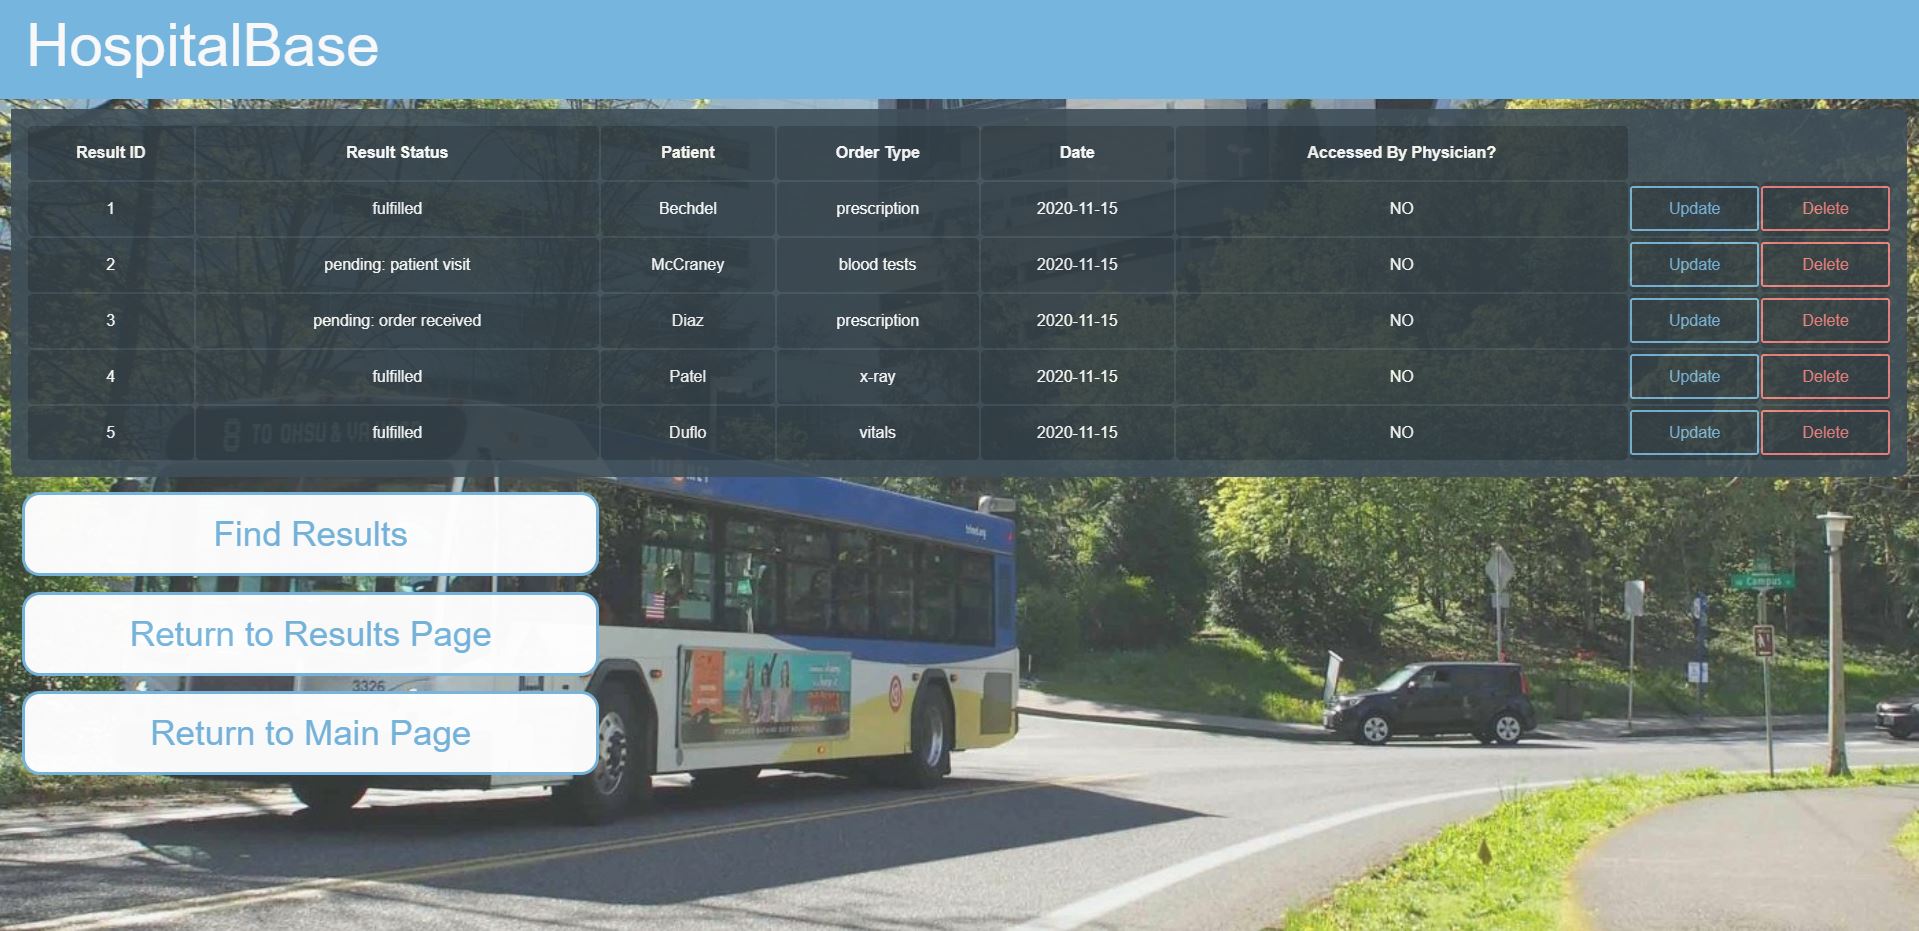 HospitalBase
Result ID Result Status Patient Order Type Date Accessed By Physician?
1 fulfilled Bechdel prescription 2020-11-15 NO Update Delete
2 pending: patient visit McCraney blood tests 2020-11-15 NO Update Delete
3 pending: order received Diaz prescription 2020-11-15 NO Update Delete
4 fulfilled Patel x-ray 2020-11-15 NO Update Delete
5 fulfilled Duflo vitals 2020-11-15 NO Update Delete
8 TO OHSU & VA
trimet.org
Find Results
Campus
Return to Results Page
3326
Return to Main Page